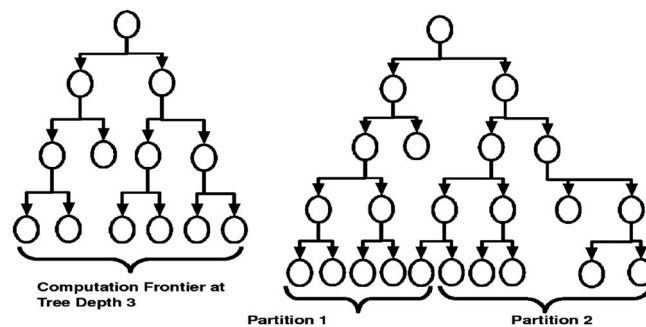 Computation Frontier at
Tree Depth 3
Partition 1
Partition 2